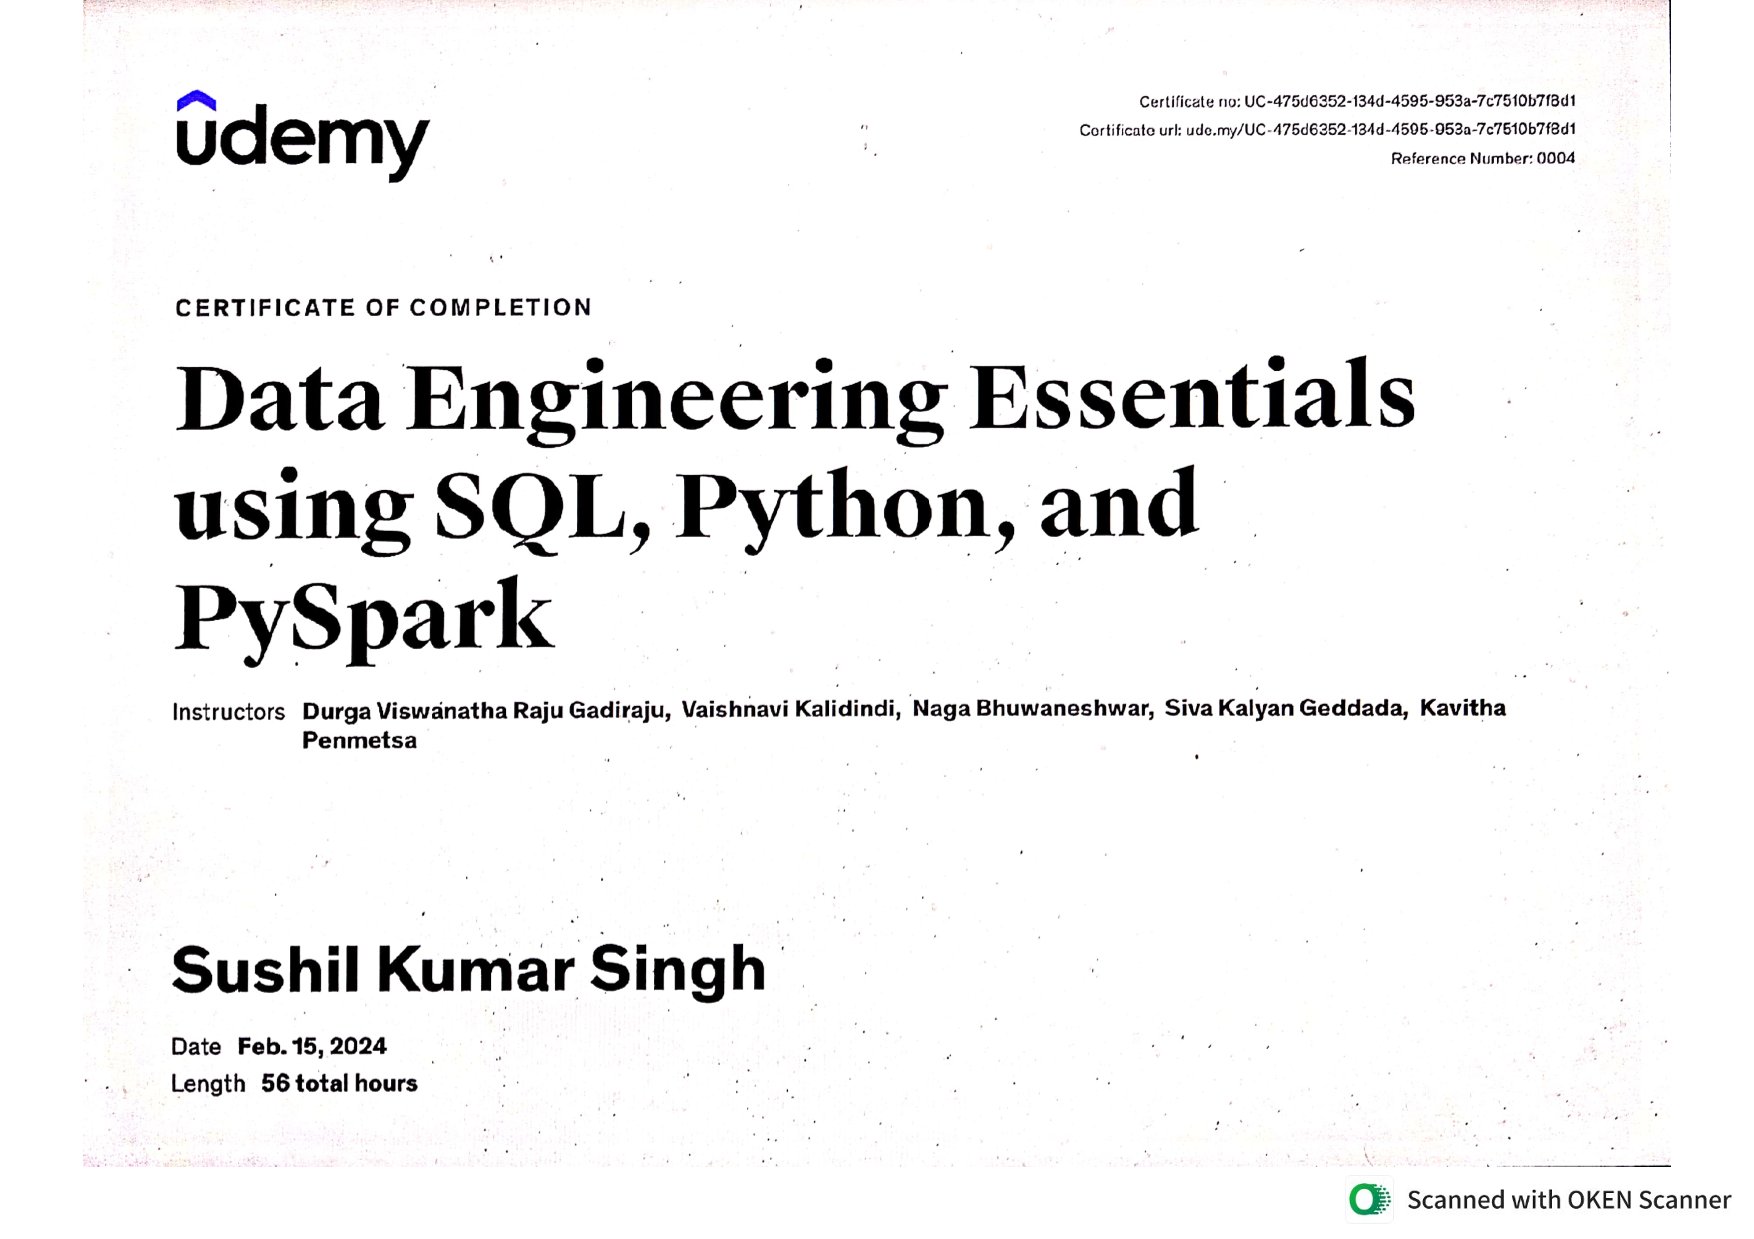 udemy
Certificate no: UC-475d6352-134d-4595-953a-7c7510b7f8d1
Certificate url: ude.my/UC-475d6352-134d-4595-953a-7c7510b7f8d1
Reference Number: 0004
CERTIFICATE OF COMPLETION
Data Engineering Essentials
using SQL, Python, and
PySpark
Instructors Durga Viswanatha Raju Gadiraju, Vaishnavi Kalidindi, Naga Bhuwaneshwar, Siva Kalyan Geddada, Kavitha
Penmetsa
Sushil Kumar Singh
Date Feb. 15, 2024
Length 56 total hours
Scanned with OKEN Scanner